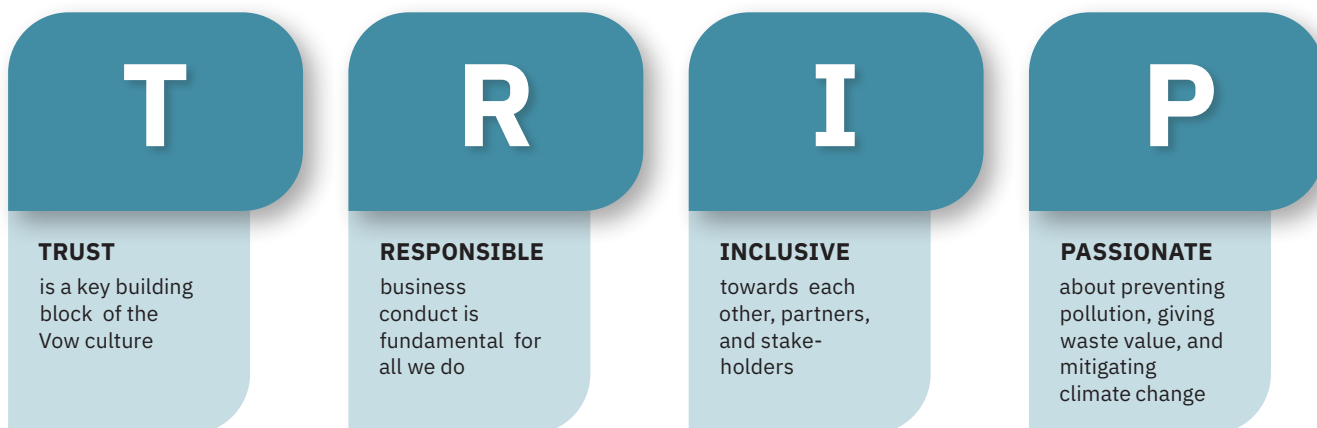 T
TRUST
is a key building
block of the
Vow culture
R
RESPONSIBLE
business
conduct is
fundamental for
all we do
I
INCLUSIVE
towards each
other, partners,
and stake-
holders
P
PASSIONATE
about preventing
pollution, giving
waste value, and
mitigating
climate change